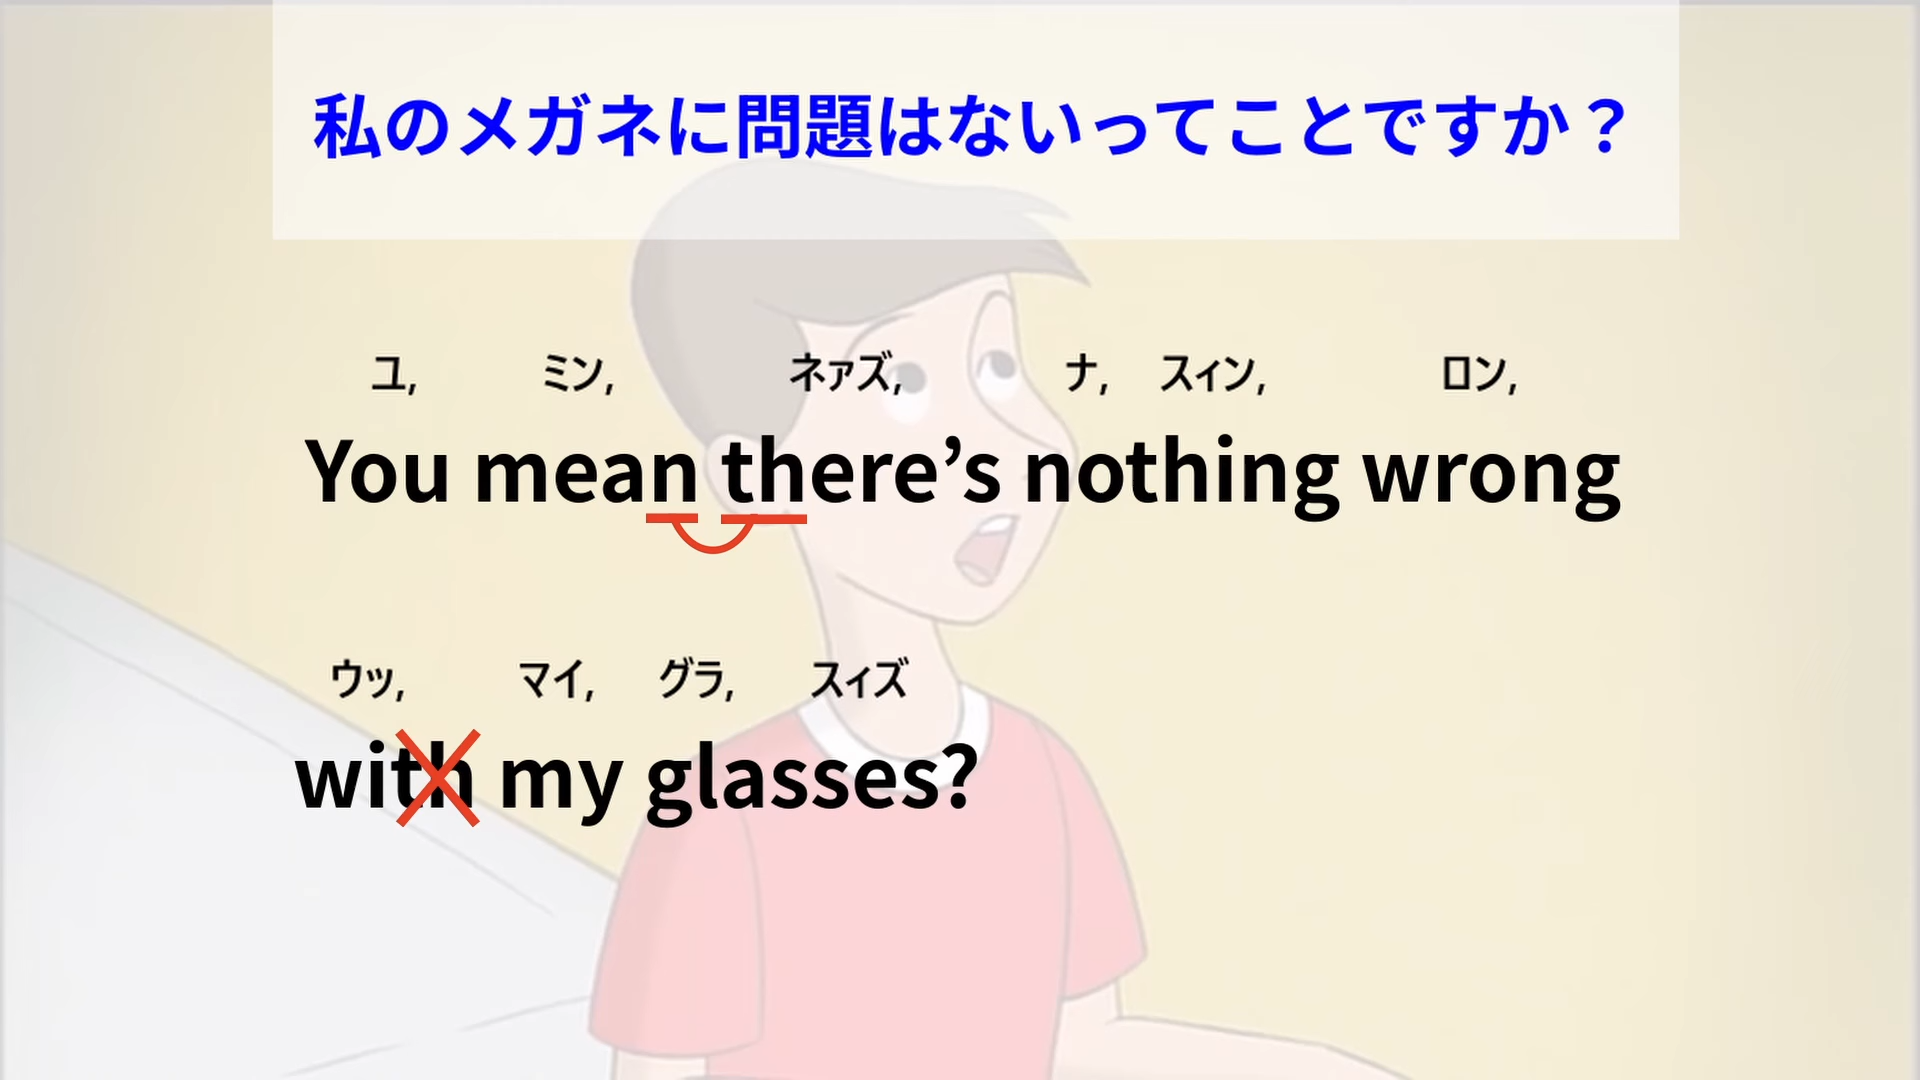 私のメガネに問題はないってことですか？
ユ, ミン, ネァズ, ナ, スィン, ロン,
You mean there’s nothing wrong
ウッ, マイ, グラ, スィズ
with my glasses?